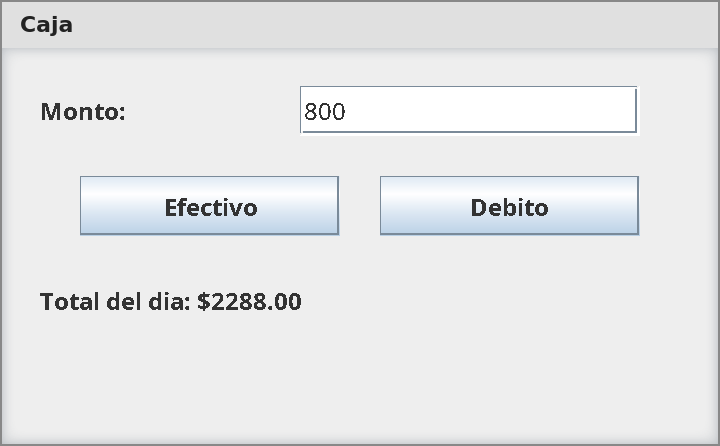 Caja
Monto: 800
Efectivo Debito
Total del dia: $2288.00